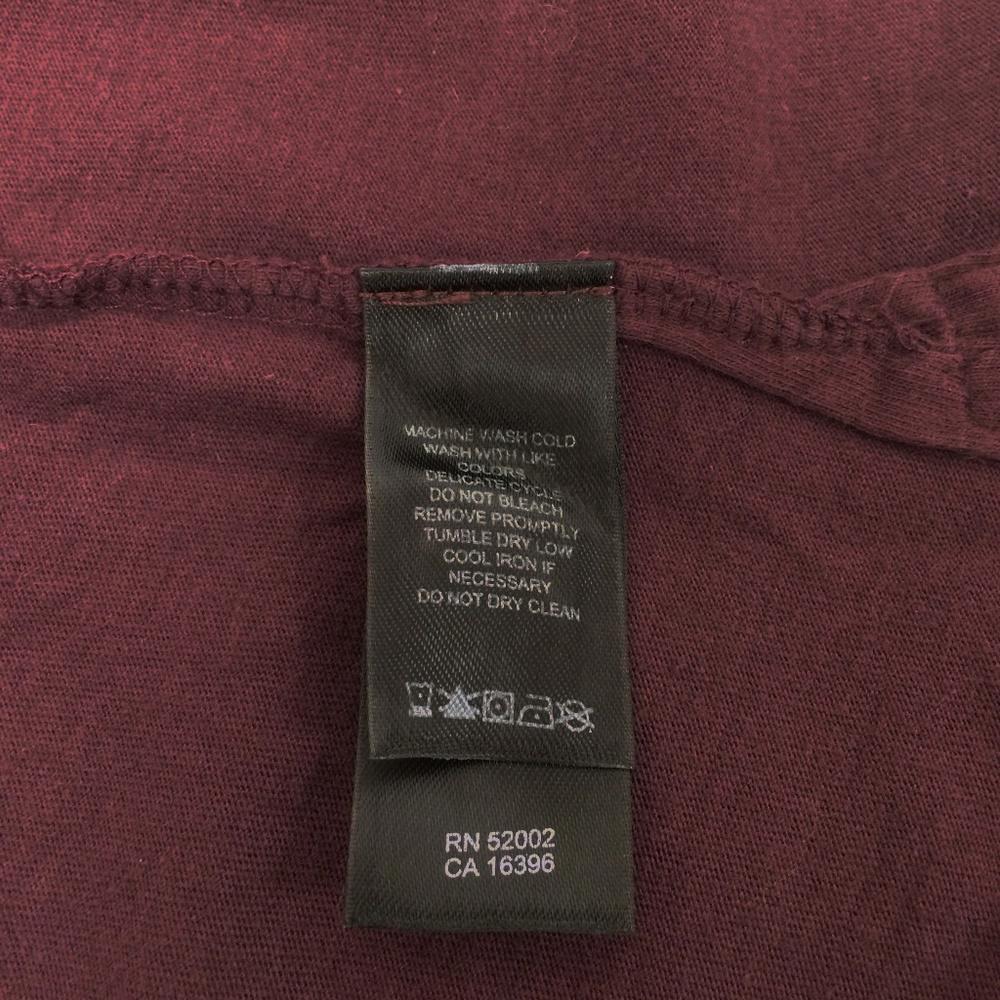 MACHINE WASH COLD
WASH WITH LIKE
COLORS
DELICATE CYCLE
DO NOT BLEACH
REMOVE PROMPTLY
TUMBLE DRY LOW
COOL IRON IF
NECESSARY
DO NOT DRY CLEAN
RN 52002
CA 16396